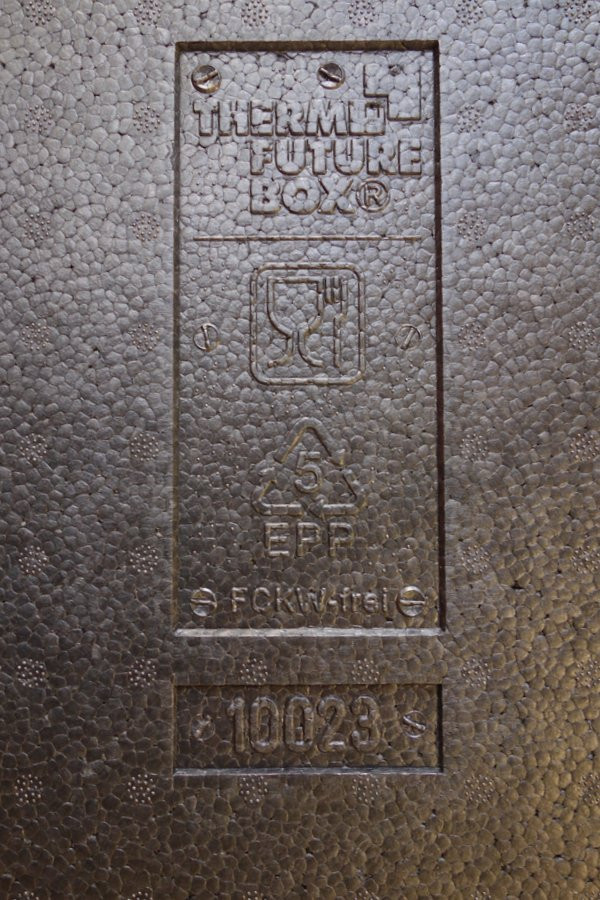 THERMO
FUTURE
BOX®
5
EPP
FCKW-frei
10023